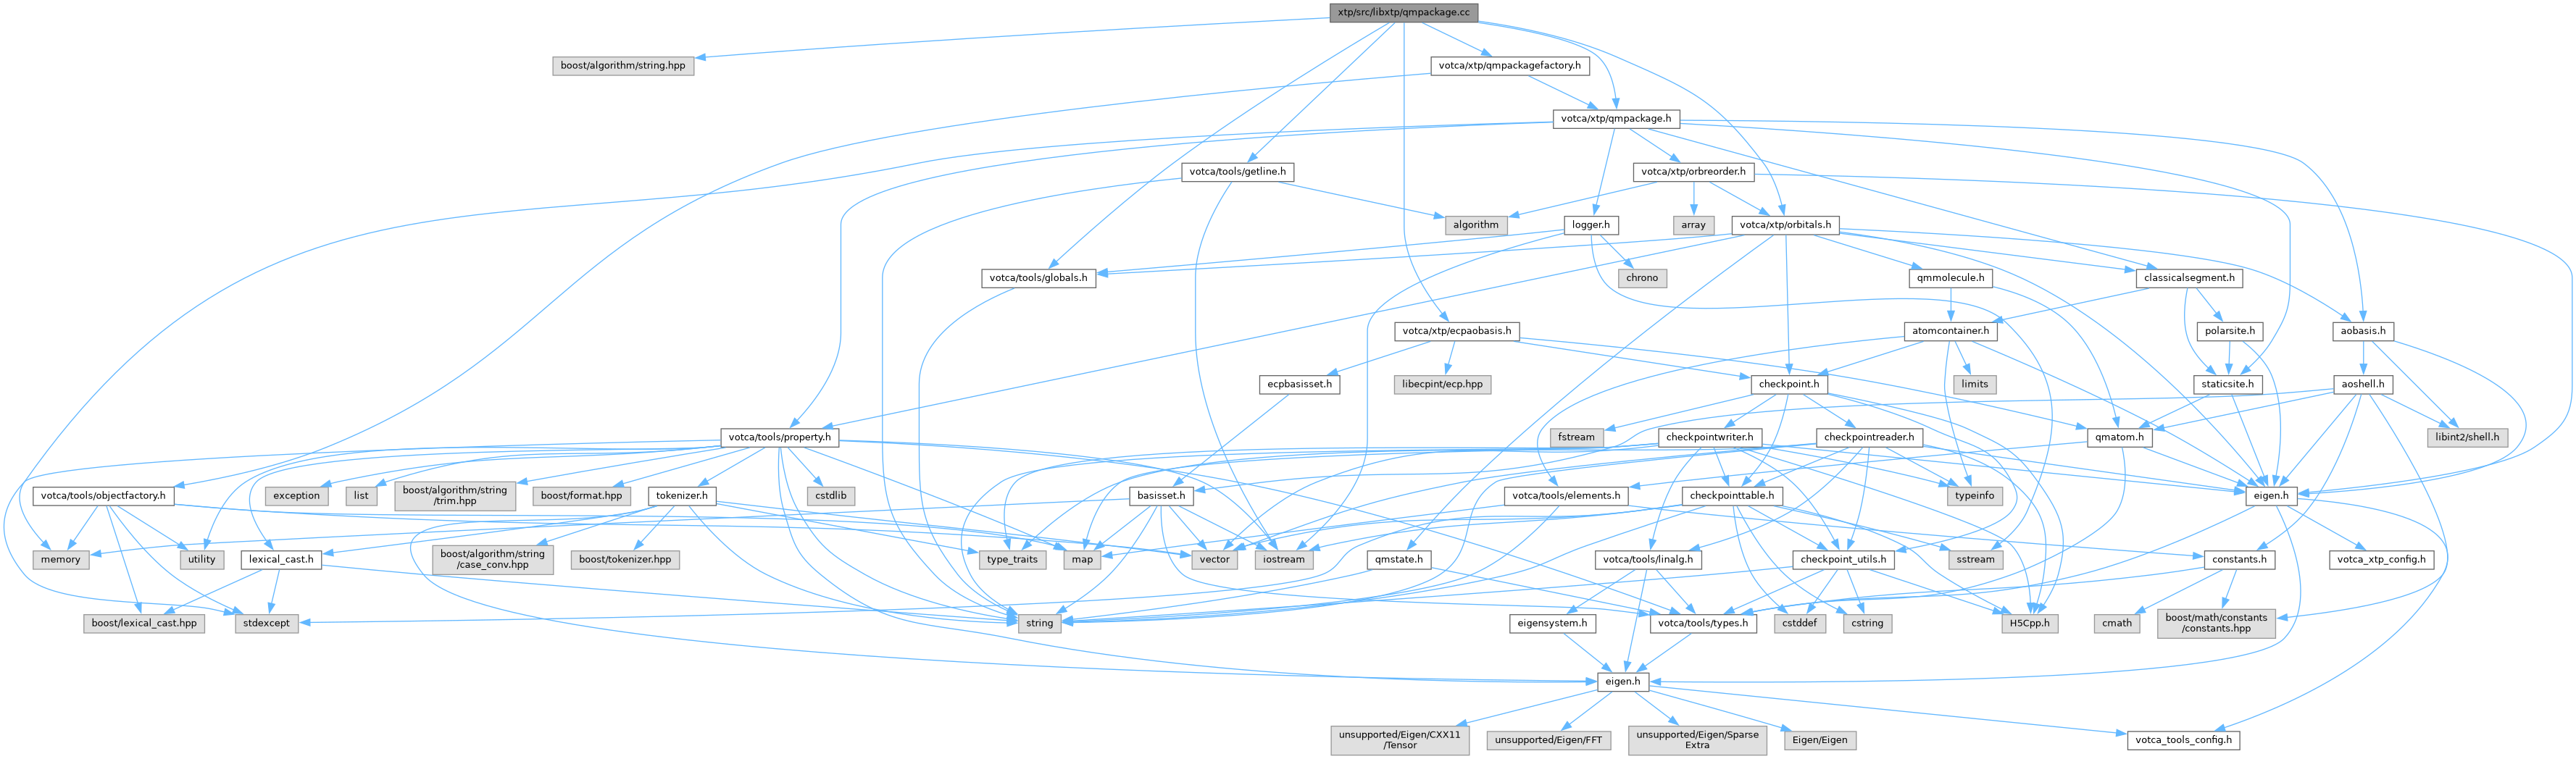 xtp/src/libxtp/qmpackage.cc
boost/algorithm/string.hpp
votca/xtp/qmpackagefactory.h
votca/xtp/qmpackage.h
votca/tools/getline.h
votca/xtp/orbreorder.h
algorithm
logger.h
array
votca/xtp/orbitals.h
votca/tools/globals.h
chrono
qmmolecule.h
classicalsegment.h
votca/xtp/ecpaobasis.h
atomcontainer.h
polarsite.h
aobasis.h
ecpbasisset.h
libecpint/ecp.hpp
checkpoint.h
limits
staticsite.h
aoshell.h
votca/tools/property.h
fstream
checkpointwriter.h
checkpointreader.h
qmatom.h
libint2/shell.h
votca/tools/objectfactory.h
exception
list
boost/algorithm/string
/trim.hpp
boost/format.hpp
tokenizer.h
cstdlib
basisset.h
votca/tools/elements.h
checkpointtable.h
typeinfo
eigen.h
memory
utility
lexical_cast.h
boost/algorithm/string
/case_conv.hpp
boost/tokenizer.hpp
type_traits
map
vector
iostream
qmstate.h
votca/tools/linalg.h
checkpoint_utils.h
sstream
constants.h
votca_xtp_config.h
boost/lexical_cast.hpp
stdexcept
string
eigensystem.h
votca/tools/types.h
cstddef
cstring
H5Cpp.h
cmath
boost/math/constants
/constants.hpp
eigen.h
unsupported/Eigen/CXX11
/Tensor
unsupported/Eigen/FFT
unsupported/Eigen/Sparse
Extra
Eigen/Eigen
votca_tools_config.h